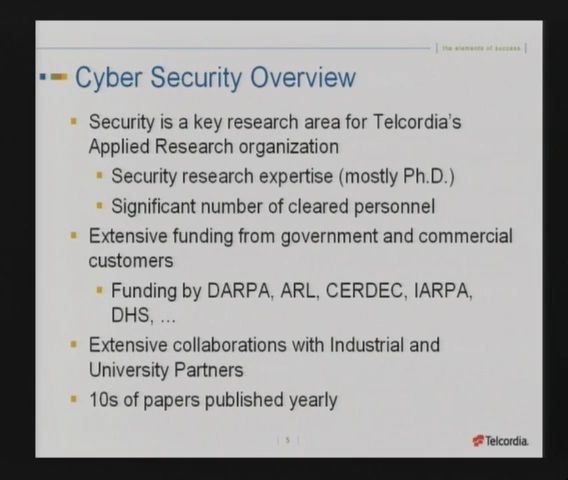 the elements of success
Cyber Security Overview
Security is a key research area for Telcordia's
Applied Research organization
Security research expertise (mostly Ph.D.)
Significant number of cleared personnel
Extensive funding from government and commercial
customers
Funding by DARPA, ARL, CERDEC, IARPA,
DHS, ...
Extensive collaborations with Industrial and
University Partners
10s of papers published yearly
5
Telcordia.